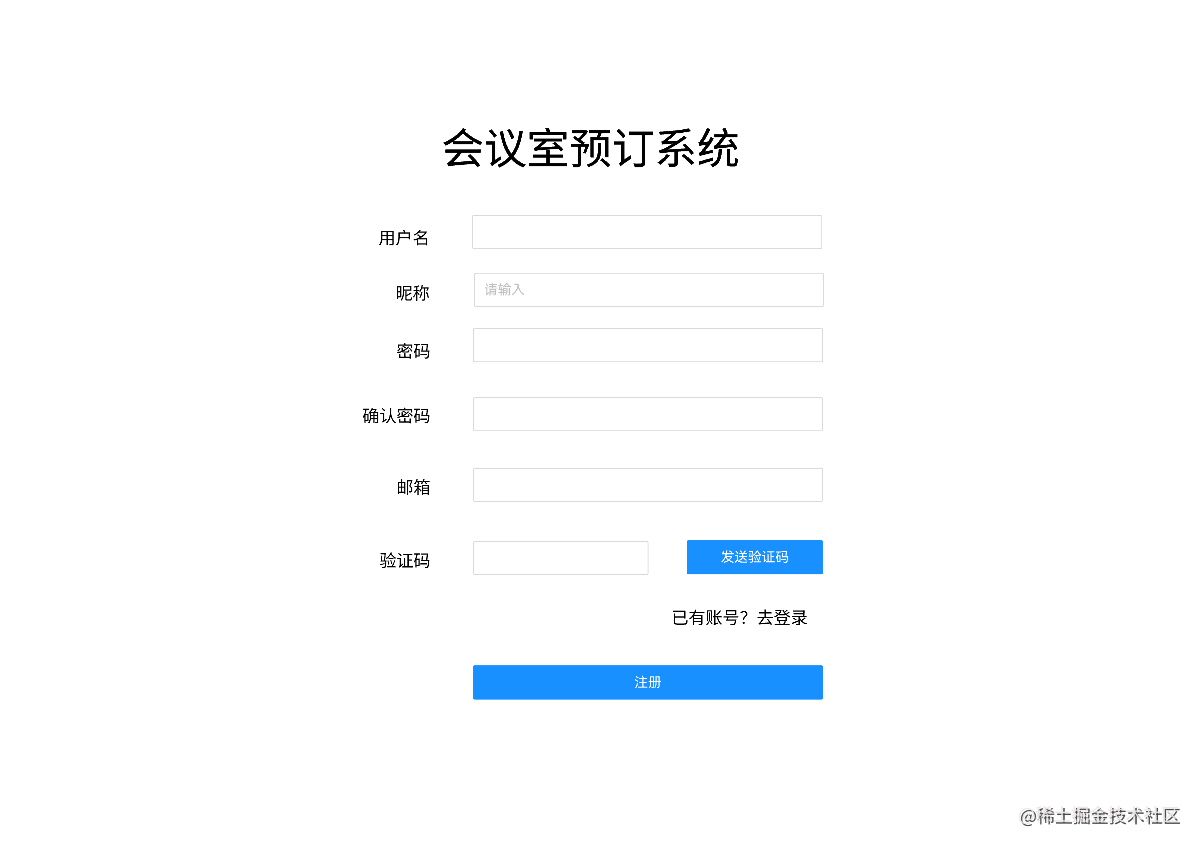 会议室预订系统
用户名
昵称 请输入
密码
确认密码
邮箱
验证码 发送验证码
已有账号？去登录
注册
@稀土掘金技术社区